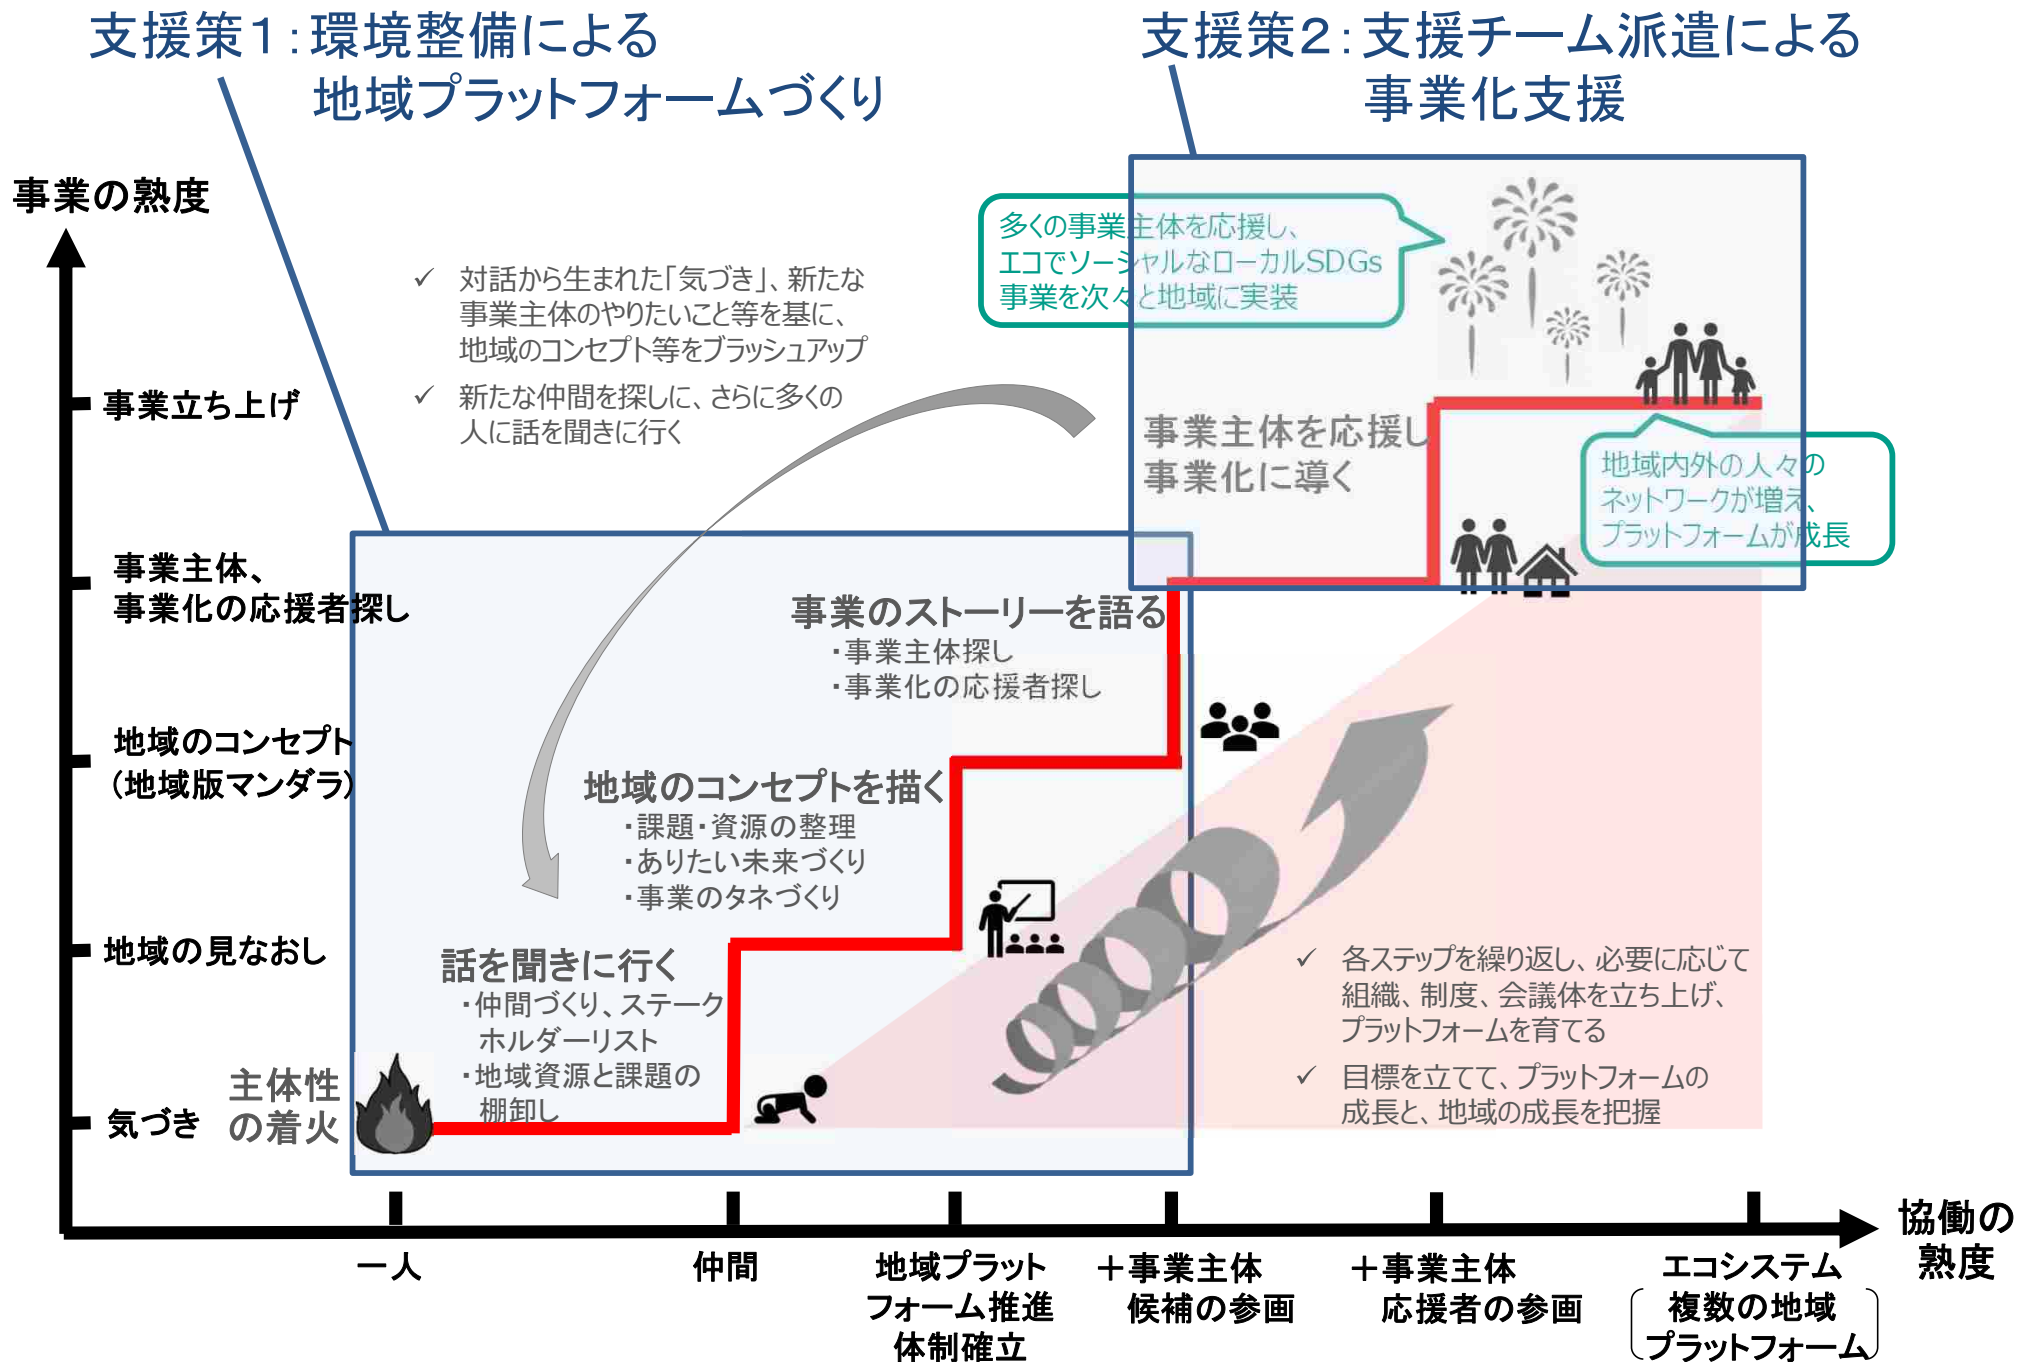 支援策1：環境整備による
地域プラットフォームづくり
支援策2：支援チーム派遣による
事業化支援
事業の熟度
✓ 対話から生まれた「気づき」、新たな
事業主体のやりたいこと等を基に、
地域のコンセプト等をブラッシュアップ
✓ 新たな仲間を探しに、さらに多くの
人に話を聞きに行く
多くの事業主体を応援し、
エコでソーシャルなローカルSDGs
事業を次々と地域に実装
事業主体を応援し
事業化に導く
地域内外の人々の
ネットワークが増え、
プラットフォームが成長
事業立ち上げ
事業主体、
事業化の応援者探し
地域のコンセプト
（地域版マンダラ）
地域の見なおし
気づき
事業のストーリーを語る
・事業主体探し
・事業化の応援者探し
地域のコンセプトを描く
・課題・資源の整理
・ありたい未来づくり
・事業のタネづくり
話を聞きに行く
・仲間づくり、ステーク
ホルダーリスト
・地域資源と課題の
棚卸し
主体性
の着火
✓ 各ステップを繰り返し、必要に応じて
組織、制度、会議体を立ち上げ、
プラットフォームを育てる
✓ 目標を立てて、プラットフォームの
成長と、地域の成長を把握
一人
仲間
地域プラット
フォーム推進
体制確立
＋事業主体
候補の参画
＋事業主体
応援者の参画
エコシステム
複数の地域
プラットフォーム
協働の
熟度